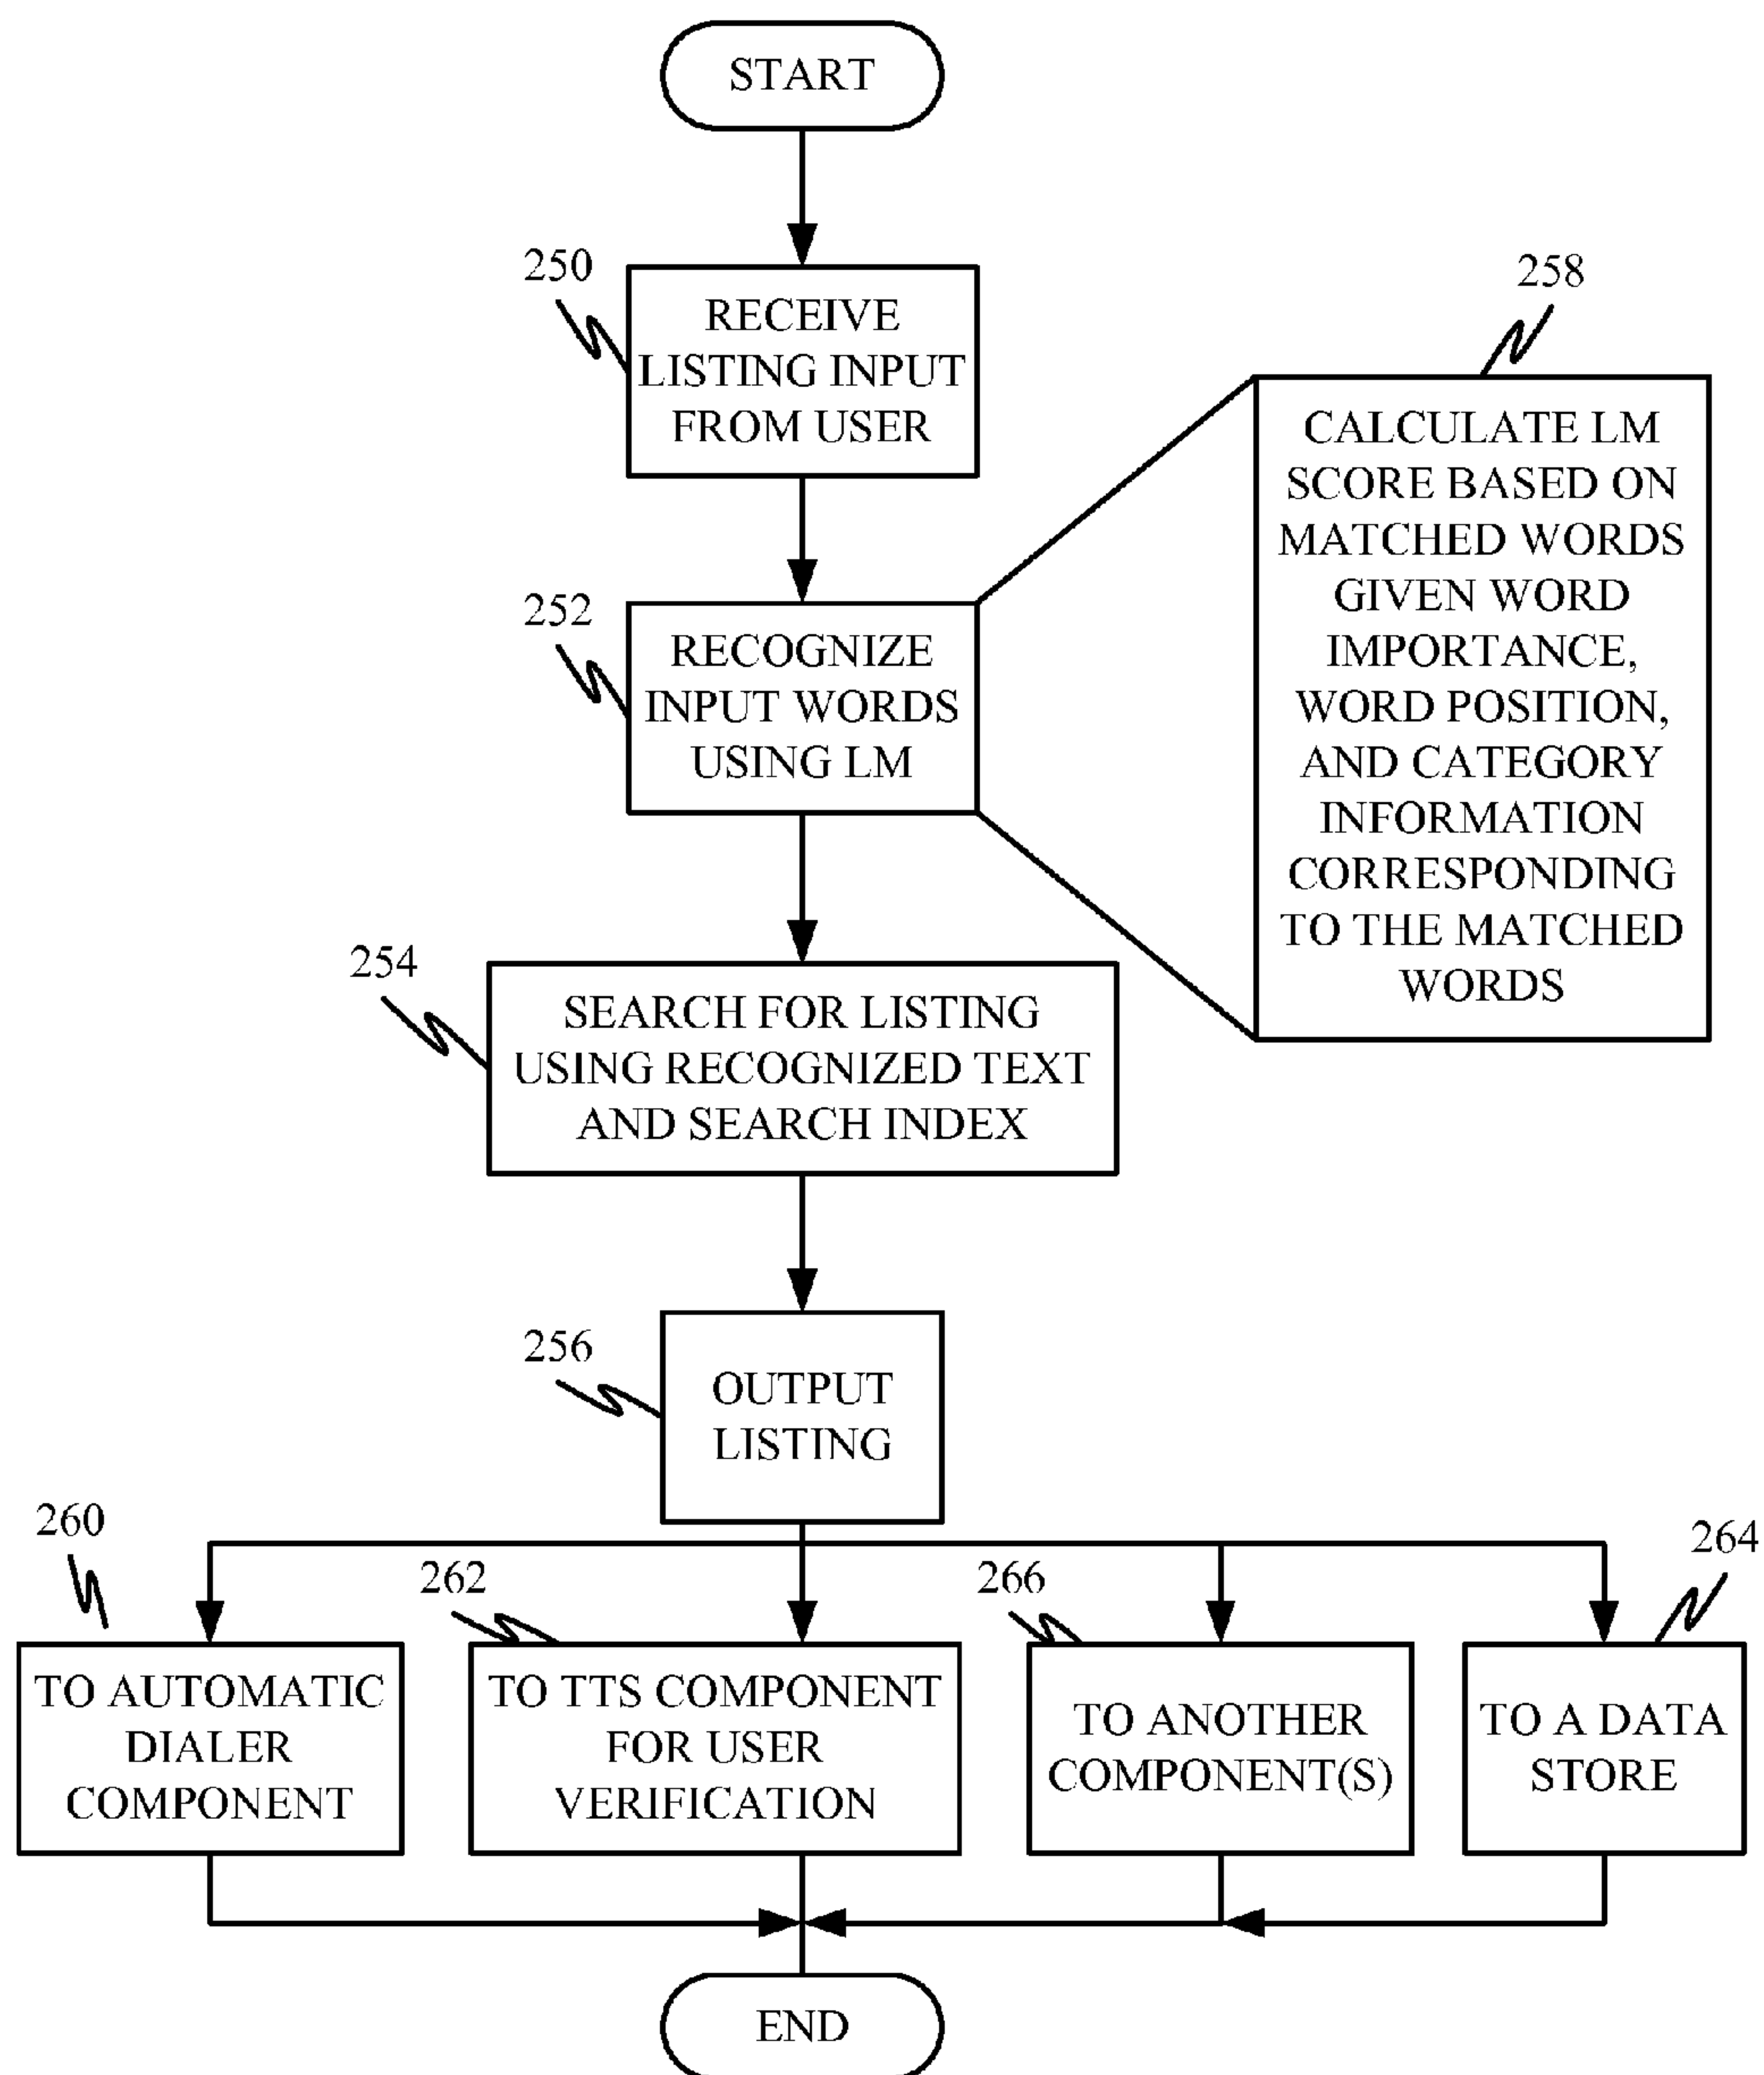 START
250
RECEIVE
LISTING INPUT
FROM USER
258
CALCULATE LM
SCORE BASED ON
MATCHED WORDS
GIVEN WORD
IMPORTANCE,
WORD POSITION,
AND CATEGORY
INFORMATION
CORRESPONDING
TO THE MATCHED
WORDS
252
RECOGNIZE
INPUT WORDS
USING LM
254
SEARCH FOR LISTING
USING RECOGNIZED TEXT
AND SEARCH INDEX
256
OUTPUT
LISTING
260
TO AUTOMATIC
DIALER
COMPONENT
262
TO TTS COMPONENT
FOR USER
VERIFICATION
266
TO ANOTHER
COMPONENT(S)
264
TO A DATA
STORE
END